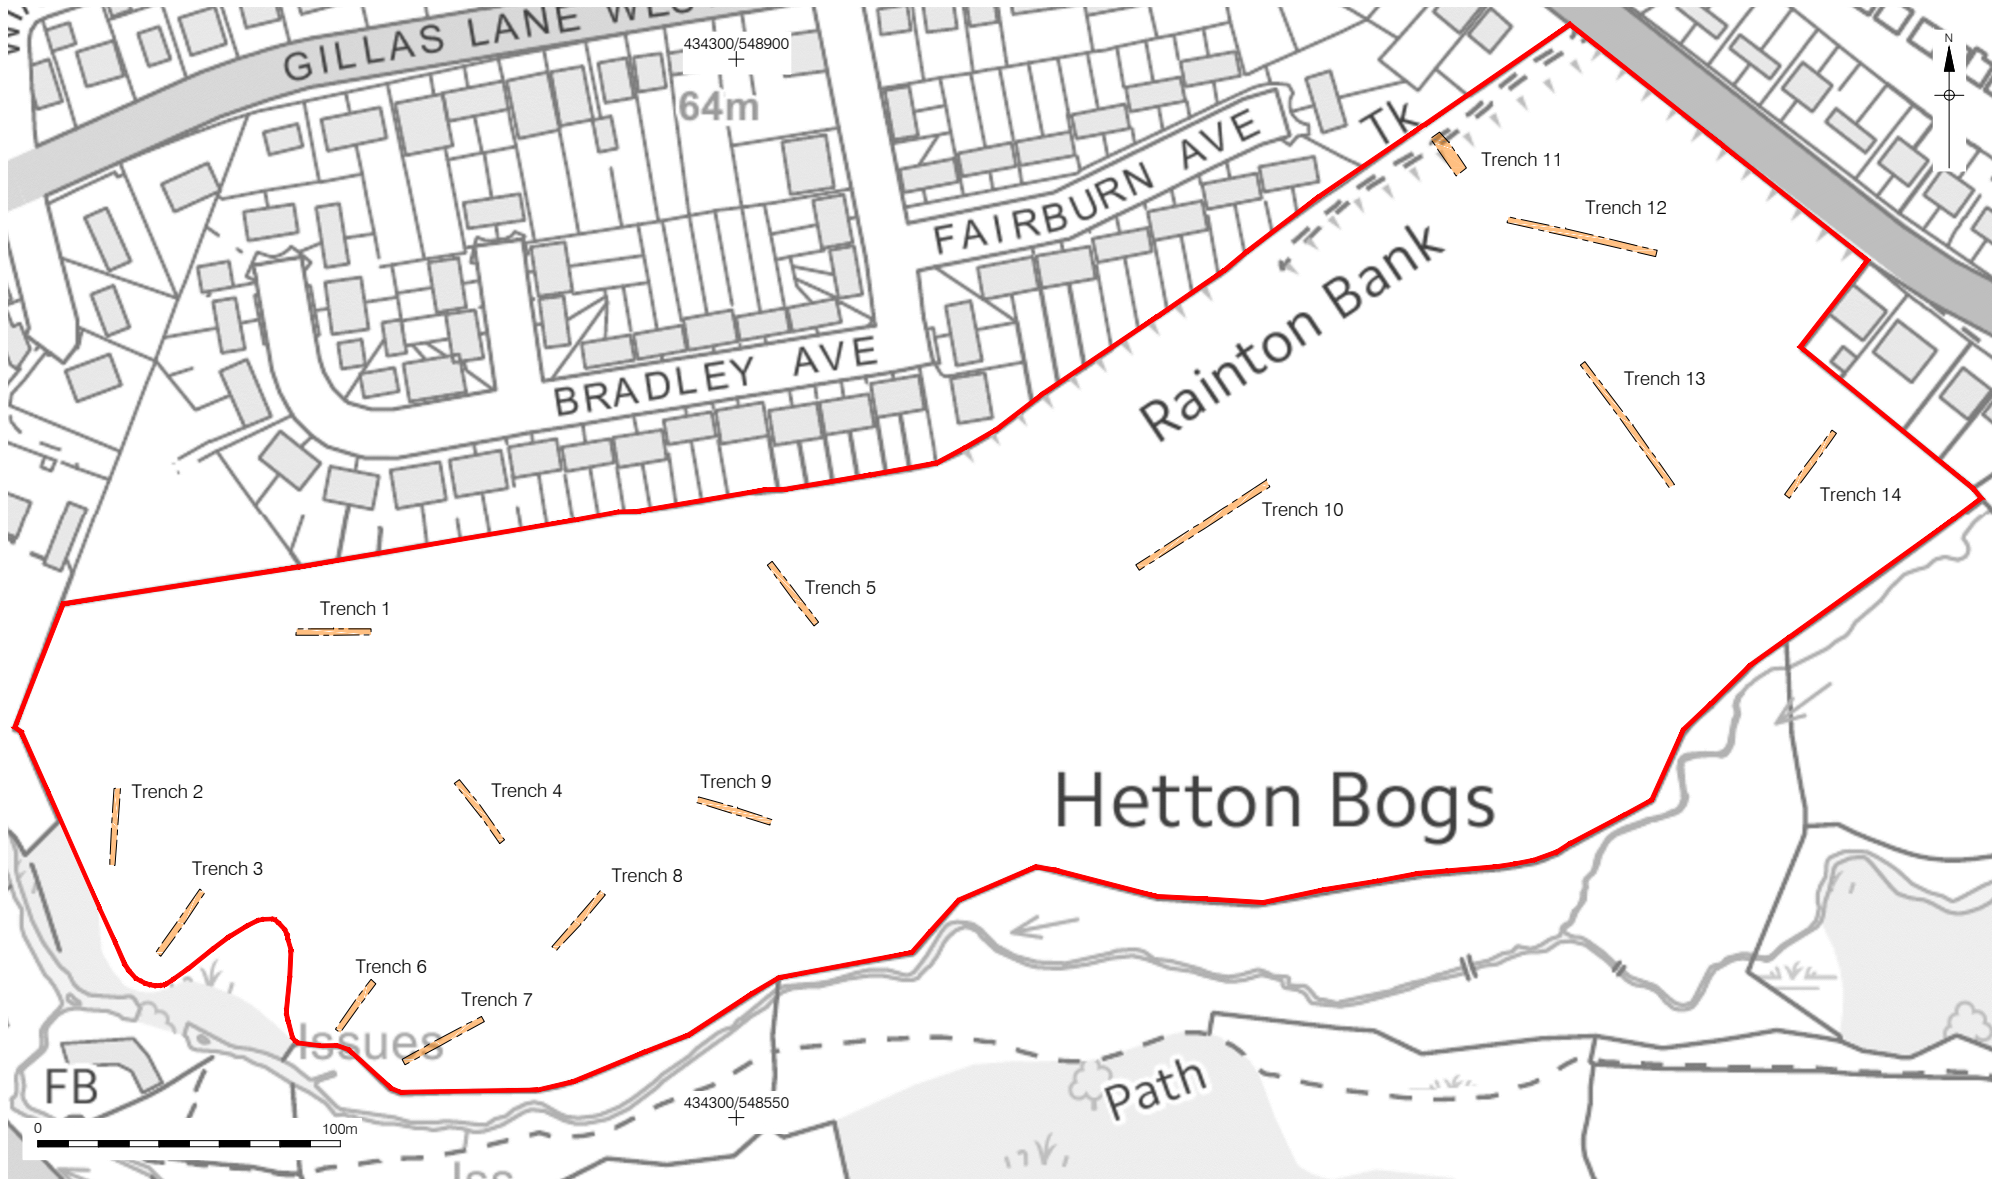 GILLAS LANE WEST
434300/548900
64m
N
Tk
Trench 11
FAIRBURN AVE
Trench 12
Rainton Bank
BRADLEY AVE
Trench 13
Trench 14
Trench 10
Trench 5
Trench 1
Trench 2
Trench 4
Trench 9
Hetton Bogs
Trench 3
Trench 8
Trench 6
Trench 7
Issues
FB
Path
434300/548550
0 100m